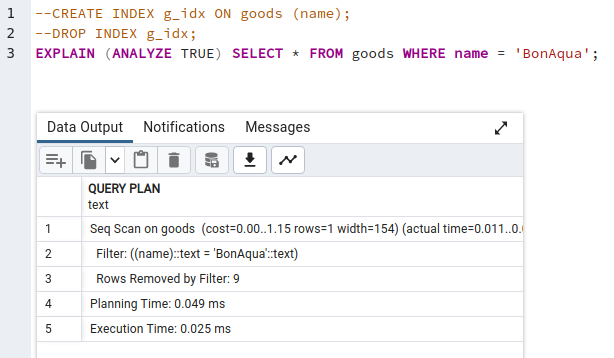 1 --CREATE INDEX g_idx ON goods (name);
2 --DROP INDEX g_idx;
3 EXPLAIN (ANALYZE TRUE) SELECT * FROM goods WHERE name = 'BonAqua';
Data Output Notifications Messages
QUERY PLAN
text
1 Seq Scan on goods (cost=0.00..1.15 rows=1 width=154) (actual time=0.011..0.
2 Filter: ((name)::text = 'BonAqua'::text)
3 Rows Removed by Filter: 9
4 Planning Time: 0.049 ms
5 Execution Time: 0.025 ms